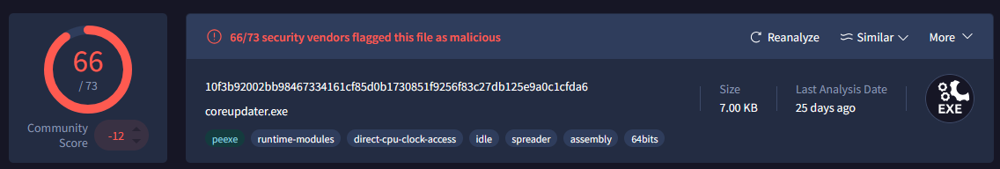 66
/ 73
Community
Score
-12
66/73 security vendors flagged this file as malicious
Reanalyze
Similar
More
10f3b92002bb98467334161cf85d0b1730851f9256f83c27db125e9a0c1cfda6
coreupdater.exe
Size
7.00 KB
Last Analysis Date
25 days ago
EXE
peexe runtime-modules direct-cpu-clock-access idle spreader assembly 64bits